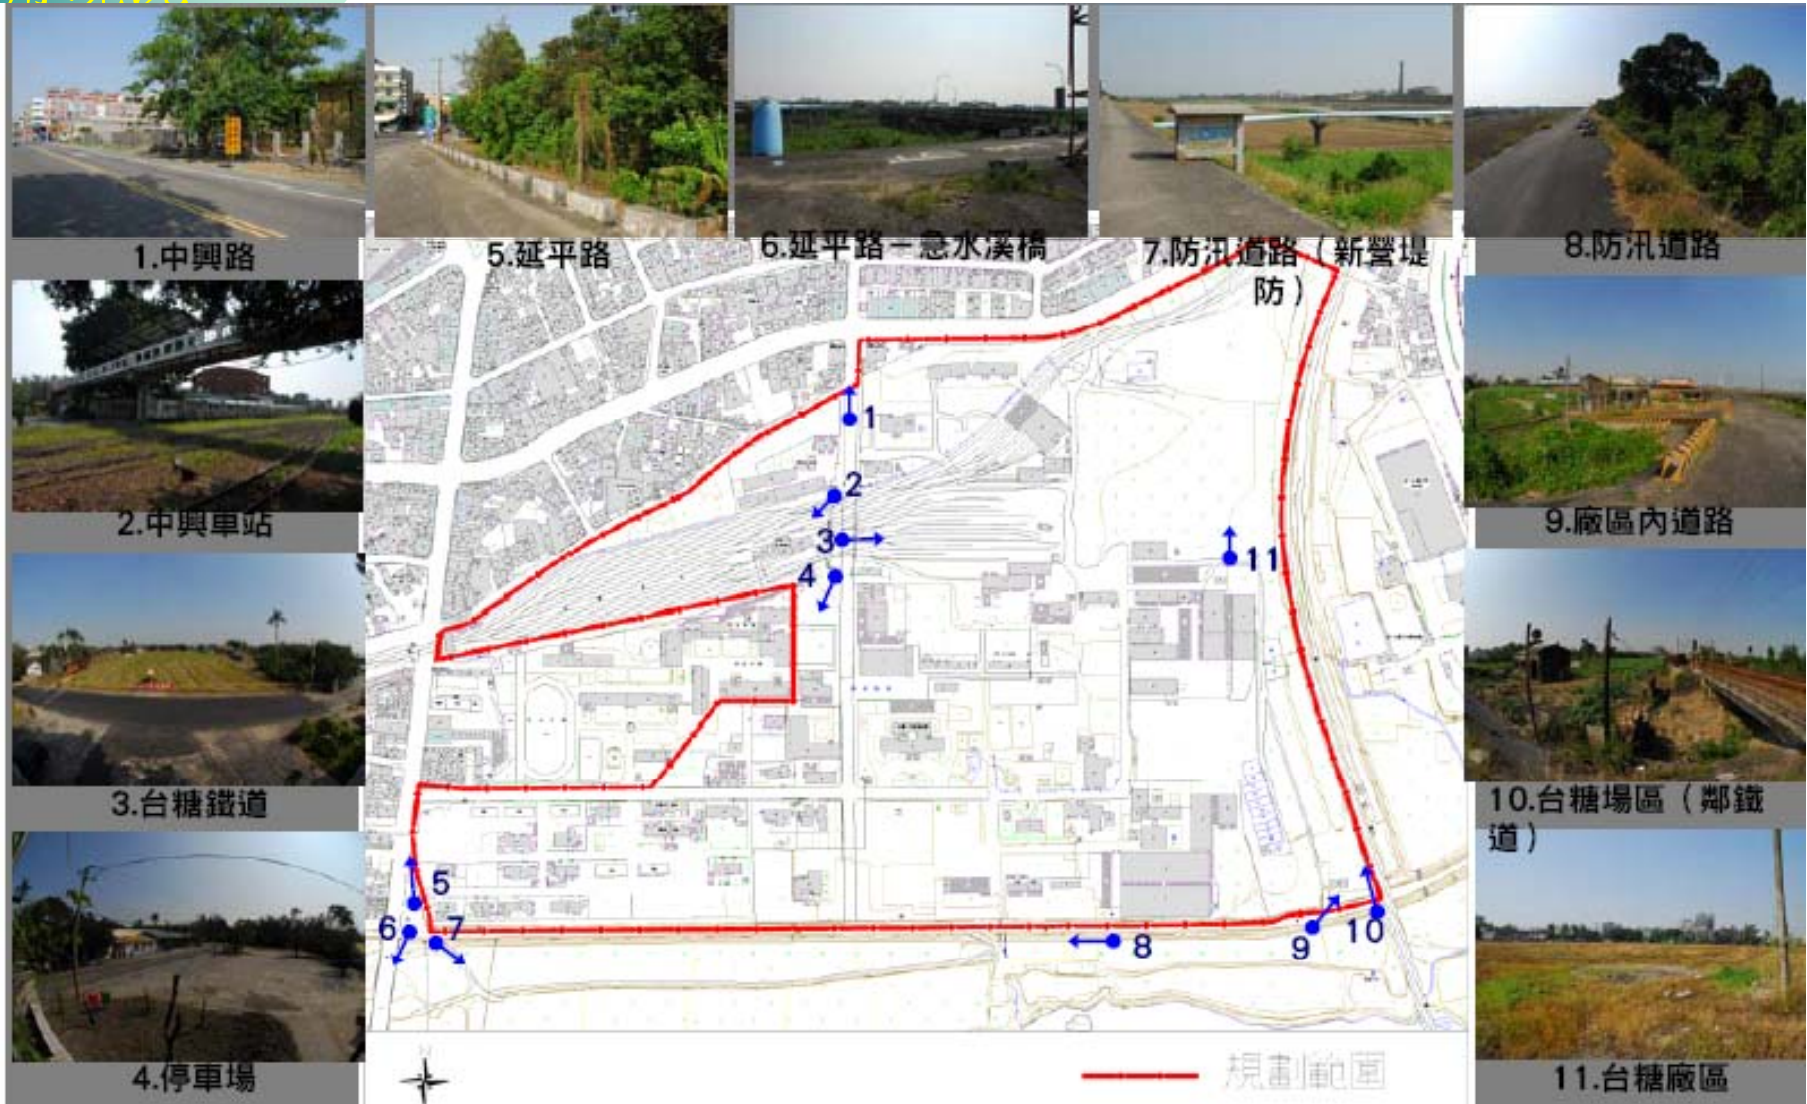 1.中興路
5.延平路
6.延平路－急水溪橋
7.防汛道路（新營堤
防）
8.防汛道路
2.中興車站
9.廠區內道路
3.台糖鐵道
10.台糖場區（鄰鐵
道）
4.停車場
11.台糖廠區
1
2
3
4
11
5
6
7
8
9
10
N
規劃範圍